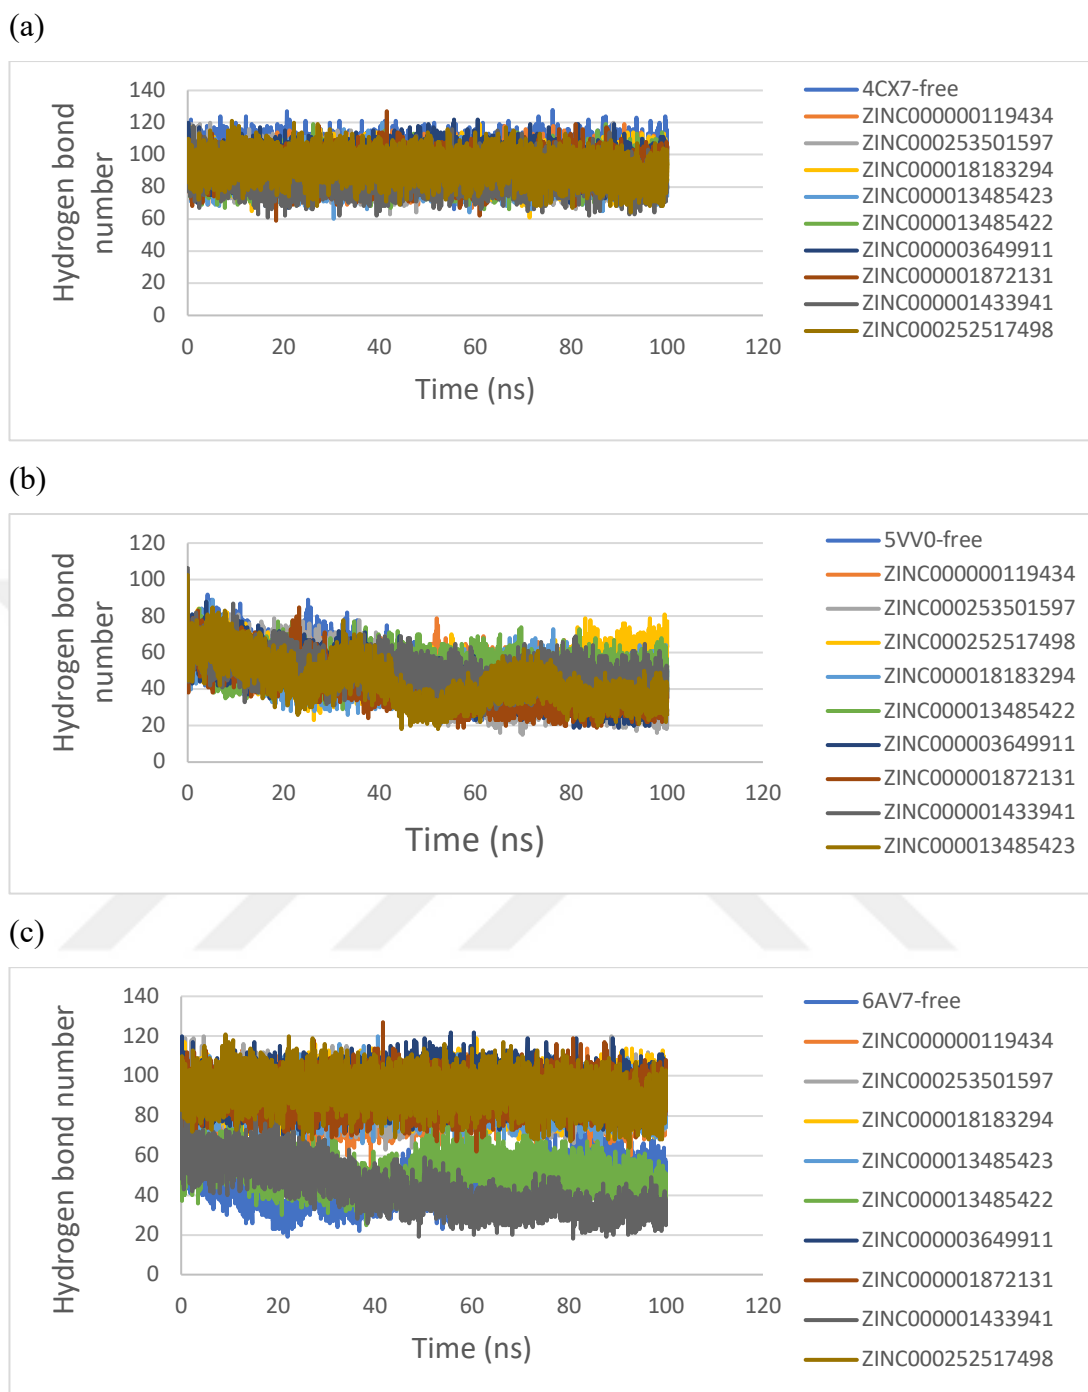 (a)
Hydrogen bond
number
140
120
100
80
60
40
20
0
0 20 40 60 80 100 120
Time (ns)
4CX7-free
ZINC000000119434
ZINC000253501597
ZINC000018183294
ZINC000013485423
ZINC000013485422
ZINC000003649911
ZINC000001872131
ZINC000001433941
ZINC000252517498
(b)
Hydrogen bond
number
120
100
80
60
40
20
0
0 20 40 60 80 100 120
Time (ns)
5VV0-free
ZINC000000119434
ZINC000253501597
ZINC000252517498
ZINC000018183294
ZINC000013485422
ZINC000003649911
ZINC000001872131
ZINC000001433941
ZINC000013485423
(c)
Hydrogen bond number
140
120
100
80
60
40
20
0
0 20 40 60 80 100 120
Time (ns)
6AV7-free
ZINC000000119434
ZINC000253501597
ZINC000018183294
ZINC000013485423
ZINC000013485422
ZINC000003649911
ZINC000001872131
ZINC000001433941
ZINC000252517498